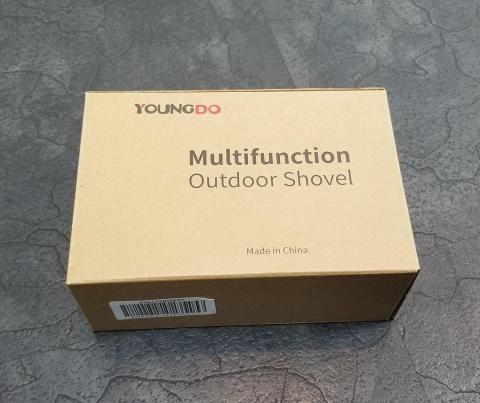 YOUNGDO
Multifunction
Outdoor Shovel
Made in China